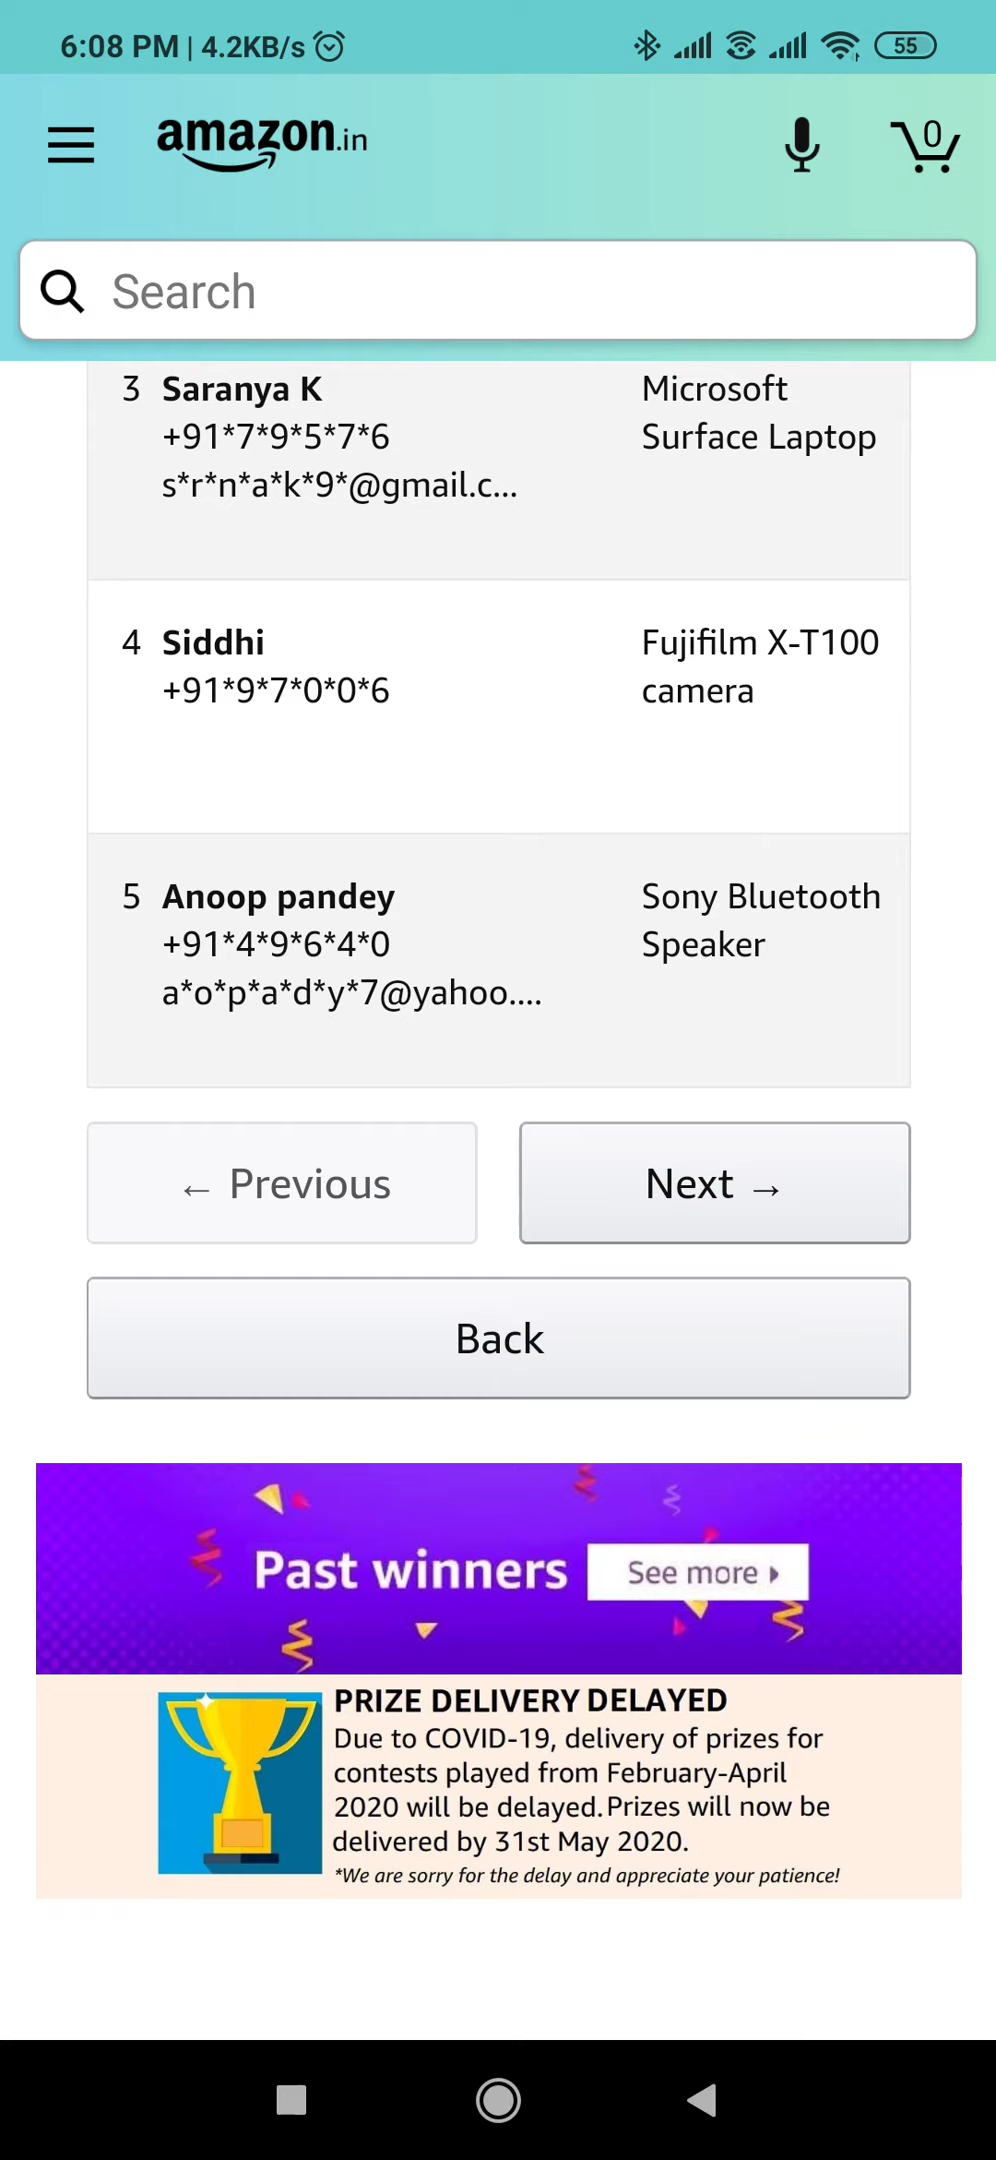 6:08 PM | 4.2KB/s 55
amazon.in
0
Search
3 Saranya K Microsoft
+91*7*9*5*7*6 Surface Laptop
s*r*n*a*k*9*@gmail.c...
4 Siddhi Fujifilm X-T100
+91*9*7*0*0*6 camera
5 Anoop pandey Sony Bluetooth
+91*4*9*6*4*0 Speaker
a*o*p*a*d*y*7@yahoo....
← Previous Next →
Back
Past winners See more
PRIZE DELIVERY DELAYED
Due to COVID-19, delivery of prizes for
contests played from February-April
2020 will be delayed. Prizes will now be
delivered by 31st May 2020.
*We are sorry for the delay and appreciate your patience!